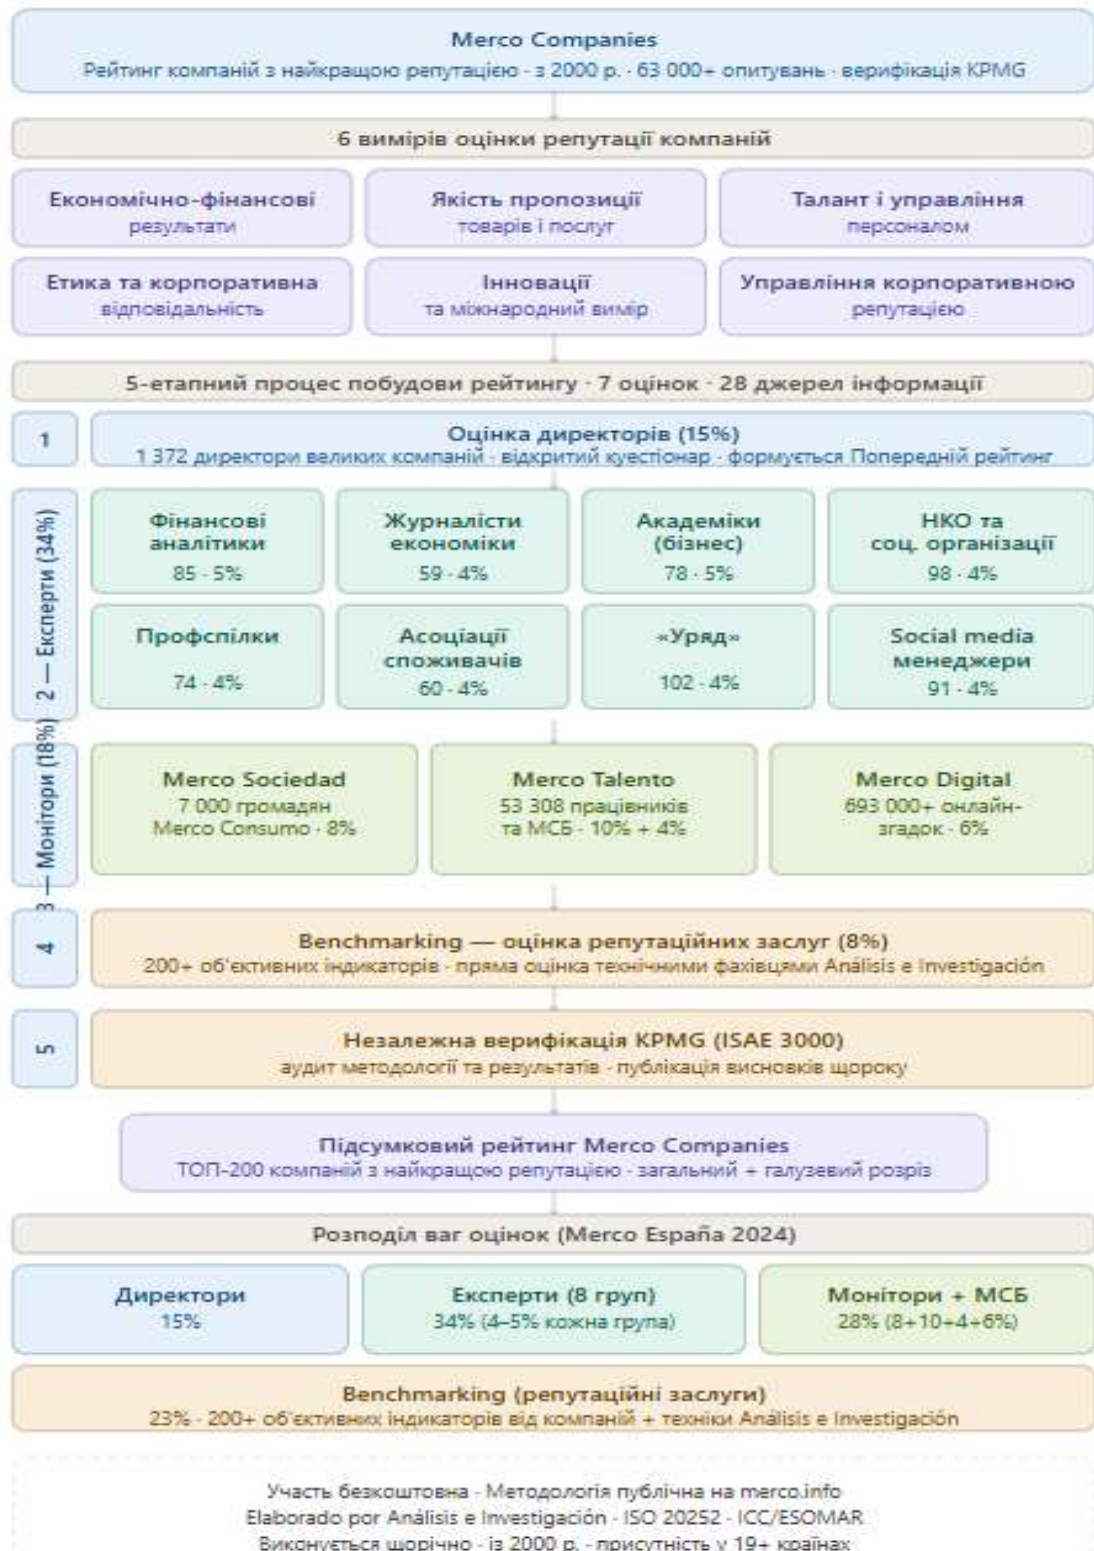 Merco Companies
Рейтинг компаній з найкращою репутацією · з 2000 р. · 63 000+ опитувань · верифікація KPMG
6 вимірів оцінки репутації компаній
Економічно-фінансові
результати
Якість пропозиції
товарів і послуг
Талант і управління
персоналом
Етика та корпоративна
відповідальність
Інновації
та міжнародний вимір
Управління корпоративною
репутацією
5-етапний процес побудови рейтингу · 7 оцінок · 28 джерел інформації
1
Оцінка директорів (15%)
1 372 директори великих компаній · відкритий куестіонар · формується Попередній рейтинг
2 — Експерти (34%)
Фінансові
аналітики
85 · 5%
Журналісти
економіки
59 · 4%
Академіки
(бізнес)
78 · 5%
НКО та
соц. організації
98 · 4%
Профспілки
74 · 4%
Асоціації
споживачів
60 · 4%
«Уряд»
102 · 4%
Social media
менеджери
91 · 4%
3 — Монітори (18%)
Merco Sociedad
7 000 громадян
Merco Consumo · 8%
Merco Talento
53 308 працівників
та МСБ · 10% + 4%
Merco Digital
693 000+ онлайн-
згадок · 6%
4
Benchmarking — оцінка репутаційних заслуг (8%)
200+ об'єктивних індикаторів · пряма оцінка технічними фахівцями Análisis e Investigación
5
Незалежна верифікація KPMG (ISAE 3000)
аудит методології та результатів · публікація висновків щороку
Підсумковий рейтинг Merco Companies
ТОП-200 компаній з найкращою репутацією · загальний + галузевий розріз
Розподіл ваг оцінок (Merco España 2024)
Директори
15%
Експерти (8 груп)
34% (4–5% кожна група)
Монітори + МСБ
28% (8+10+4+6%)
Benchmarking (репутаційні заслуги)
23% · 200+ об'єктивних індикаторів від компаній + техніки Análisis e Investigación
Участь безкоштовна · Методологія публічна на merco.info
Elaborado por Análisis e Investigación · ISO 20252 · ICC/ESOMAR
Виконується щорічно · із 2000 р. · присутність у 19+ країнах